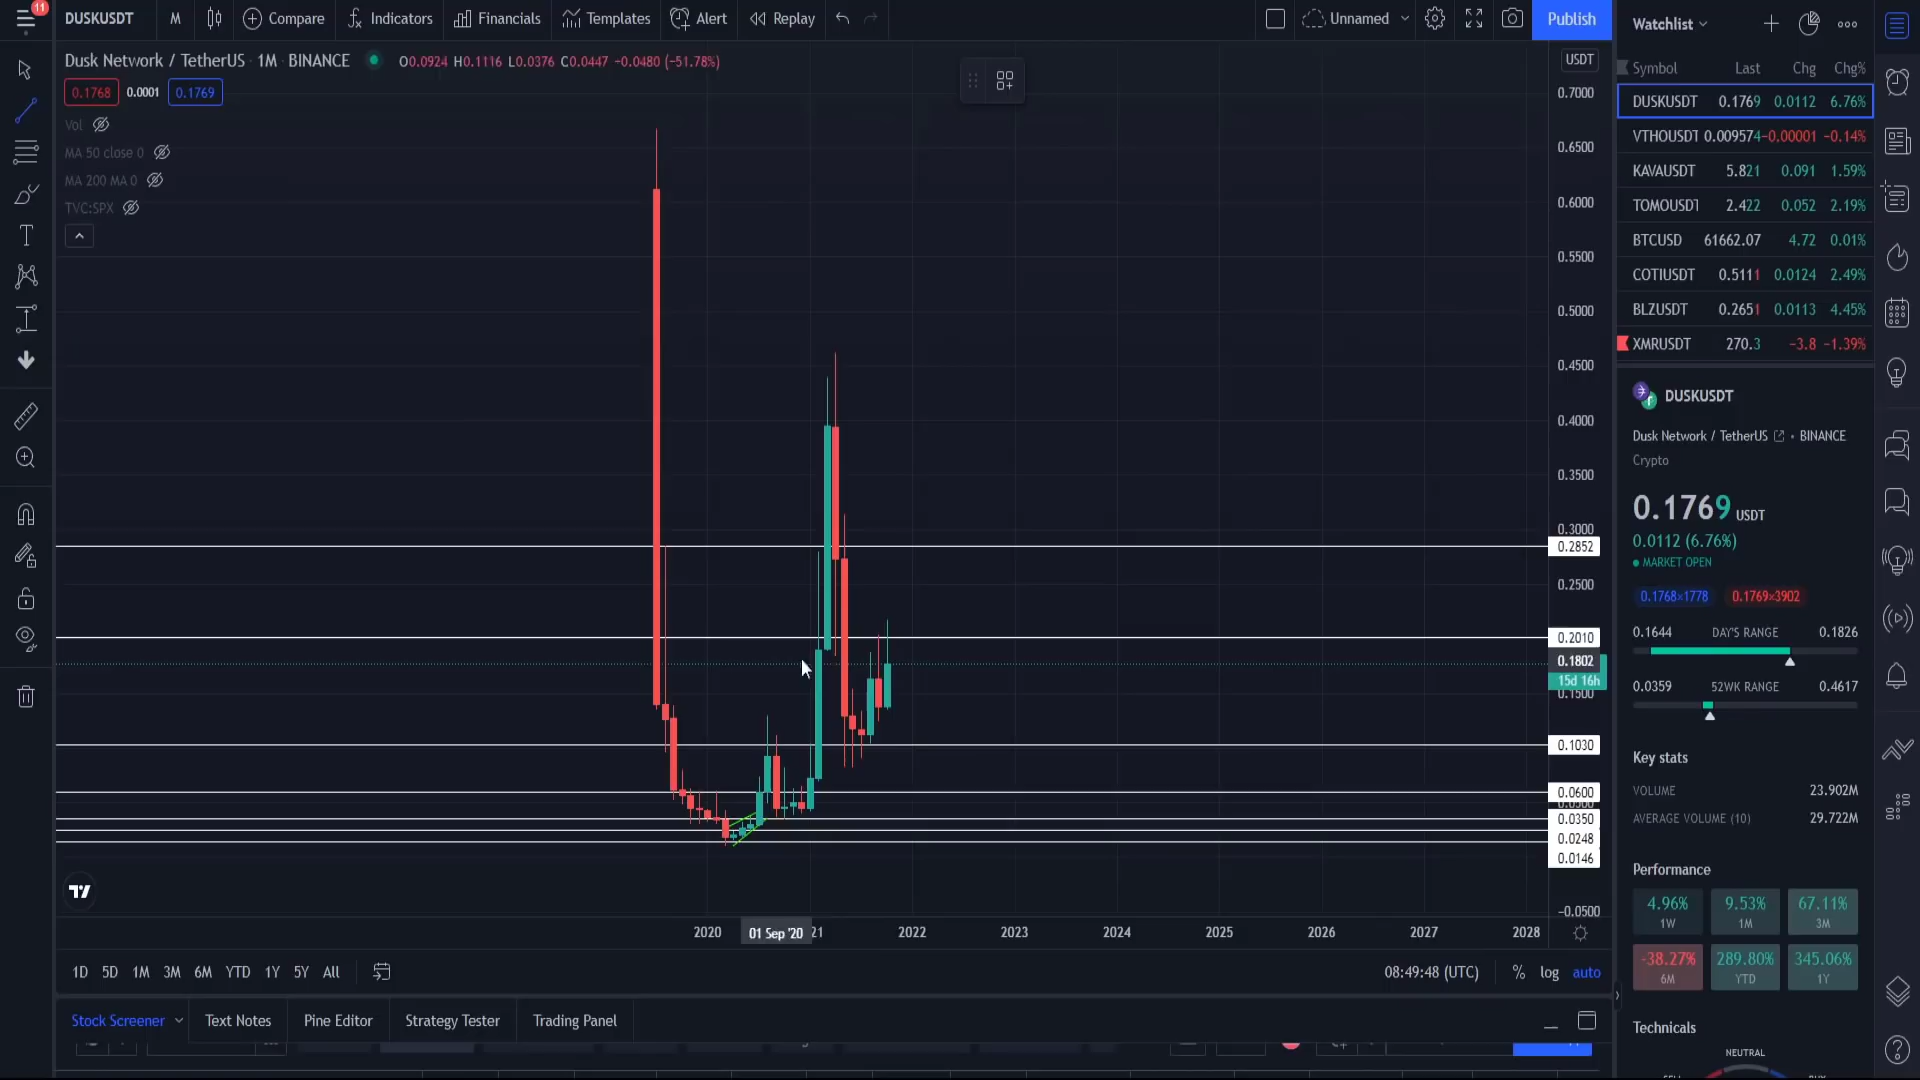 11
DUSKUSDT M Compare Indicators Financials Templates Alert Replay Unnamed Publish
Dusk Network / TetherUS · 1M · BINANCE O0.0924 H0.1116 L0.0376 C0.0447 −0.0480 (−51.78%)
0.1768 0.0001 0.1769
Vol
MA 50 close 0
MA 200 MA 0
TVC:SPX
USDT
0.7000
0.6500
0.6000
0.5500
0.5000
0.4500
0.4000
0.3500
0.3000
0.2852
0.2500
0.2010
0.1802
15d 16h
0.1500
0.1030
0.0600
0.0500
0.0350
0.0248
0.0146
−0.0500
2020 01 Sep '20 21 2022 2023 2024 2025 2026 2027 2028
1D 5D 1M 3M 6M YTD 1Y 5Y All 08:49:48 (UTC) % log auto
Stock Screener Text Notes Pine Editor Strategy Tester Trading Panel
Watchlist
Symbol Last Chg Chg%
DUSKUSDT 0.1769 0.0112 6.76%
VTHOUSDT 0.009574 −0.00001 −0.14%
KAVAUSDT 5.821 0.091 1.59%
TOMOUSDT 2.422 0.052 2.19%
BTCUSD 61662.07 4.72 0.01%
COTIUSDT 0.5111 0.0124 2.49%
BLZUSDT 0.2651 0.0113 4.45%
XMRUSDT 270.3 −3.8 −1.39%
DUSKUSDT
Dusk Network / TetherUS • BINANCE
Crypto
0.1769 USDT
0.0112 (6.76%)
MARKET OPEN
0.1768×1778 0.1769×3902
0.1644 DAY'S RANGE 0.1826
0.0359 52WK RANGE 0.4617
Key stats
VOLUME 23.902M
AVERAGE VOLUME (10) 29.722M
Performance
4.96% 9.53% 67.11%
1W 1M 3M
-38.27% 289.80% 345.06%
6M YTD 1Y
Technicals
NEUTRAL